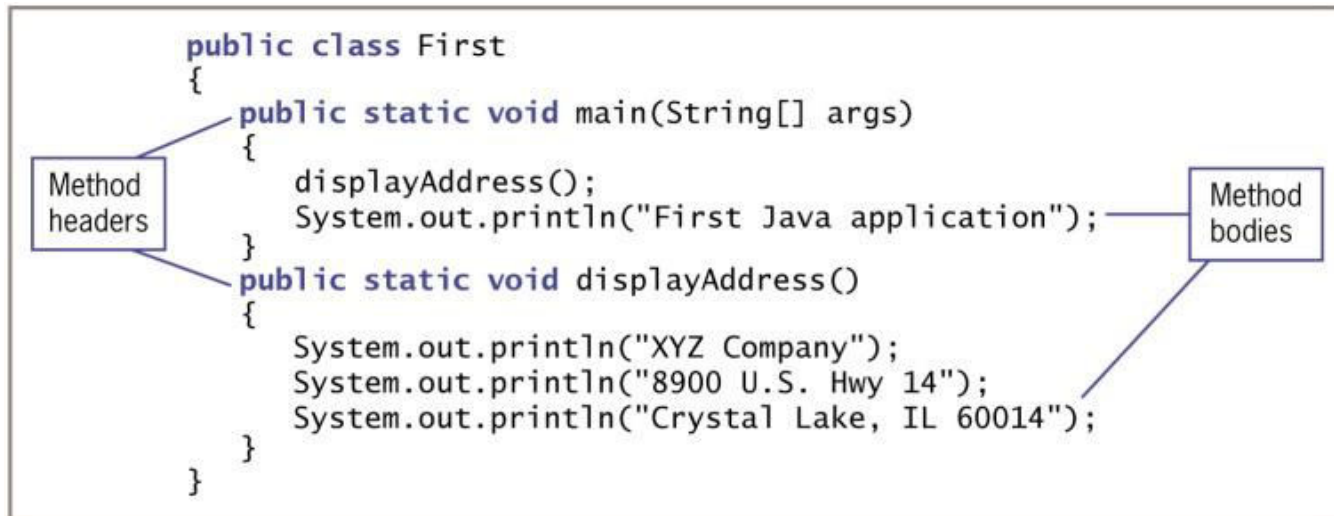 public class First
{
public static void main(String[] args)
{
displayAddress();
System.out.println("First Java application");
}
public static void displayAddress()
{
System.out.println("XYZ Company");
System.out.println("8900 U.S. Hwy 14");
System.out.println("Crystal Lake, IL 60014");
}
}
Method
headers
Method
bodies